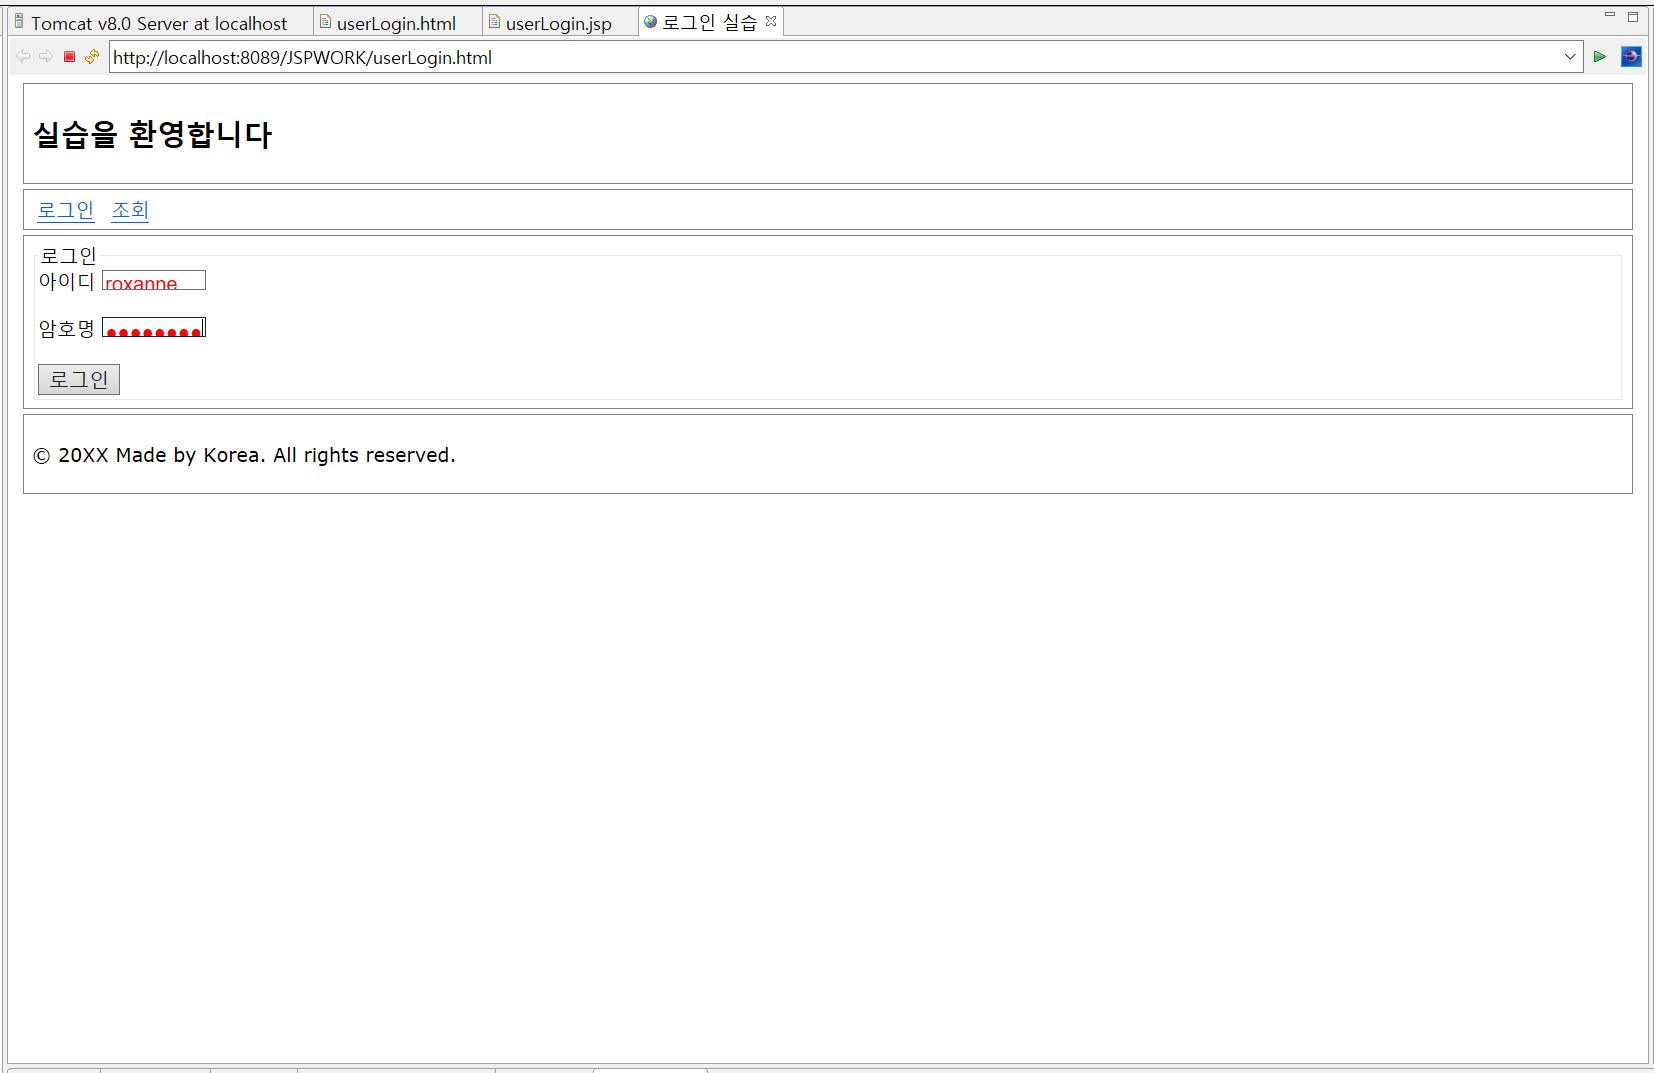 Tomcat v8.0 Server at localhost userLogin.html userLogin.jsp 로그인 실습
http://localhost:8089/JSPWORK/userLogin.html
실습을 환영합니다
로그인 조회
로그인
아이디 roxanne
암호명 ●●●●●●●●
로그인
© 20XX Made by Korea. All rights reserved.